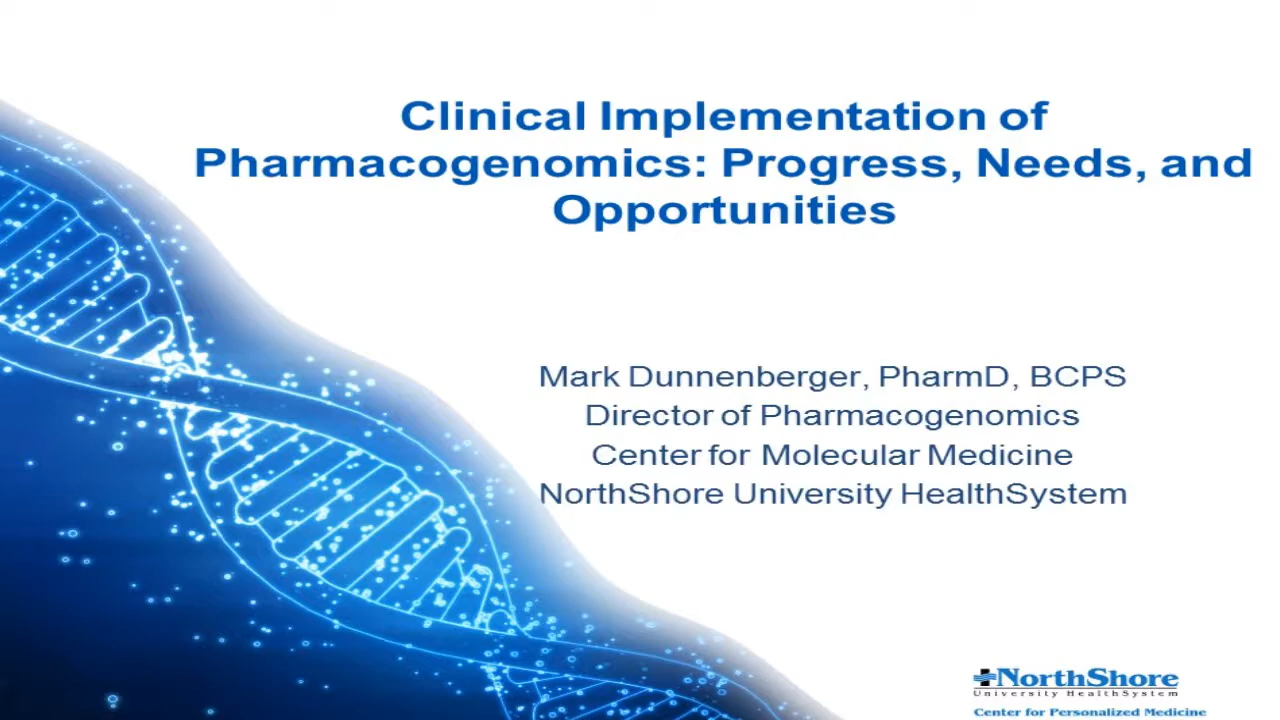 Clinical Implementation of
Pharmacogenomics: Progress, Needs, and
Opportunities
Mark Dunnenberger, PharmD, BCPS
Director of Pharmacogenomics
Center for Molecular Medicine
NorthShore University HealthSystem
NorthShore
University HealthSystem
Center for Personalized Medicine